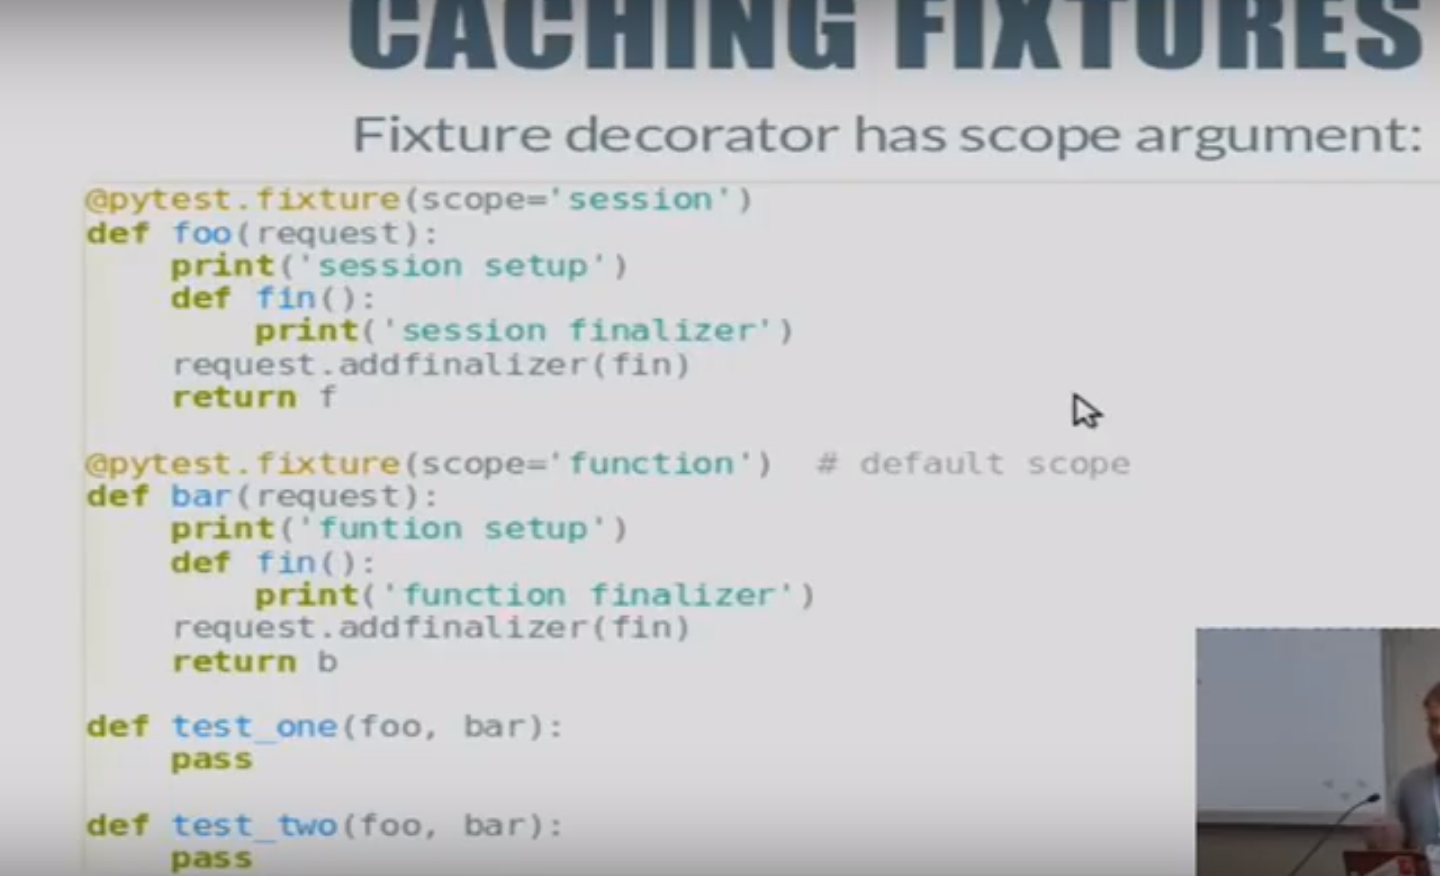 CACHING FIXTURES
Fixture decorator has scope argument:
@pytest.fixture(scope='session')
def foo(request):
    print('session setup')
    def fin():
        print('session finalizer')
    request.addfinalizer(fin)
    return f
@pytest.fixture(scope='function')  # default scope
def bar(request):
    print('funtion setup')
    def fin():
        print('function finalizer')
    request.addfinalizer(fin)
    return b
def test_one(foo, bar):
    pass
def test_two(foo, bar):
    pass